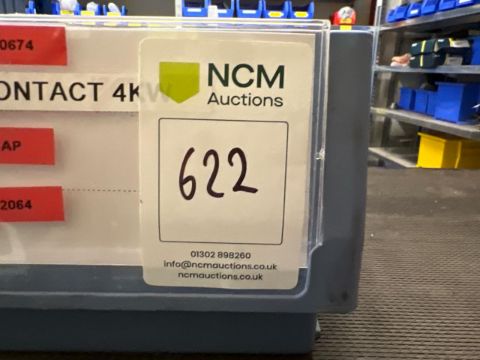 0674
ONTACT 4K
AP
2064
NCM
Auctions
622
01302 898260
info@ncmauctions.co.uk
ncmauctions.co.uk